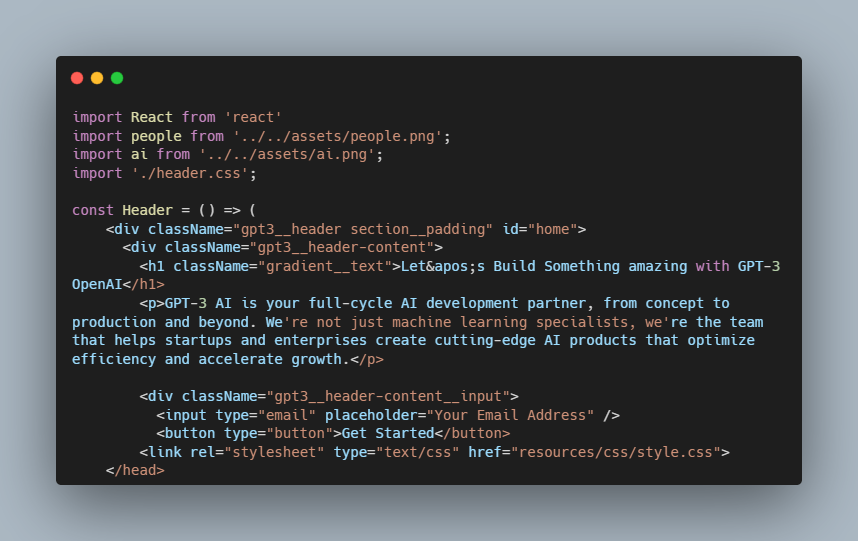 import React from 'react'
import people from '../../assets/people.png';
import ai from '../../assets/ai.png';
import './header.css';

const Header = () => (
    <div className="gpt3__header section__padding" id="home">
      <div className="gpt3__header-content">
        <h1 className="gradient__text">Let&apos;s Build Something amazing with GPT-3
OpenAI</h1>
        <p>GPT-3 AI is your full-cycle AI development partner, from concept to
production and beyond. We're not just machine learning specialists, we're the team
that helps startups and enterprises create cutting-edge AI products that optimize
efficiency and accelerate growth.</p>

        <div className="gpt3__header-content__input">
          <input type="email" placeholder="Your Email Address" />
          <button type="button">Get Started</button>
        <link rel="stylesheet" type="text/css" href="resources/css/style.css">
    </head>